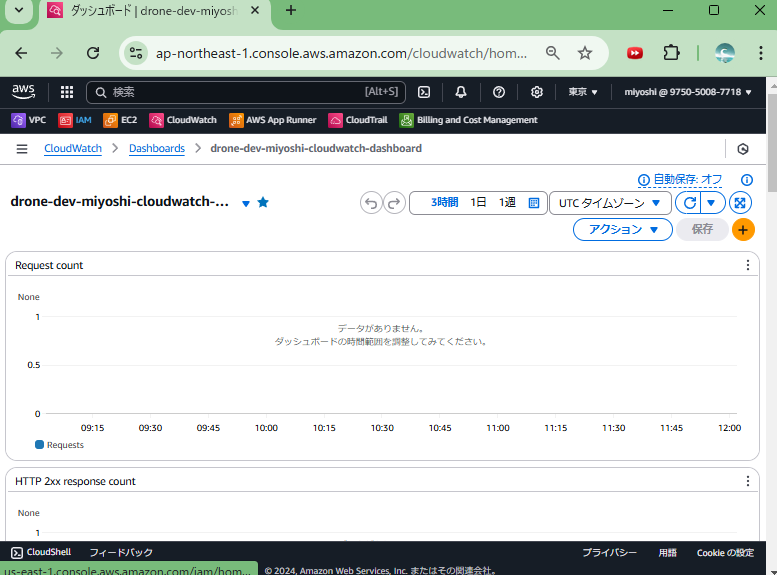 ダッシュボード | drone-dev-miyosh
ap-northeast-1.console.aws.amazon.com/cloudwatch/hom...
aws
検索 [Alt+S] 東京 miyoshi @ 9750-5008-7718
VPC IAM EC2 CloudWatch AWS App Runner CloudTrail Billing and Cost Management
CloudWatch Dashboards drone-dev-miyoshi-cloudwatch-dashboard
自動保存: オフ
drone-dev-miyoshi-cloudwatch-... 3時間 1日 1週 UTC タイムゾーン
アクション 保存
Request count
None
1
データがありません。
ダッシュボードの時間範囲を調整してみてください。
0.5
0
09:15 09:30 09:45 10:00 10:15 10:30 10:45 11:00 11:15 11:30 11:45 12:00
Requests
HTTP 2xx response count
None
1
CloudShell フィードバック プライバシー 用語 Cookie の設定
us-east-1.console.aws.amazon.com/iam/hom... © 2024, Amazon Web Services, Inc. またはその関連会社。